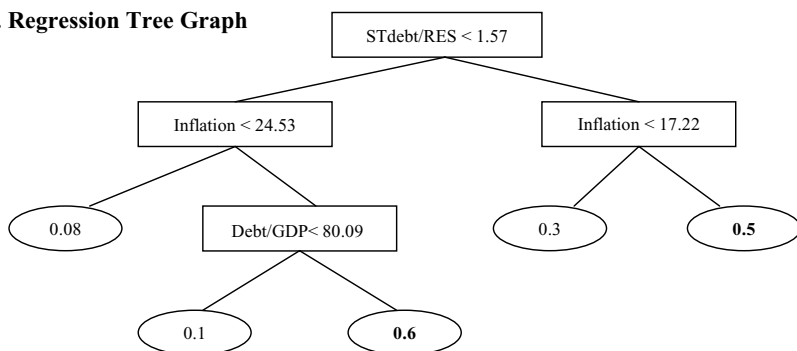 . Regression Tree Graph
STdebt/RES < 1.57
Inflation < 24.53
Inflation < 17.22
0.08
Debt/GDP< 80.09
0.3
0.5
0.1
0.6